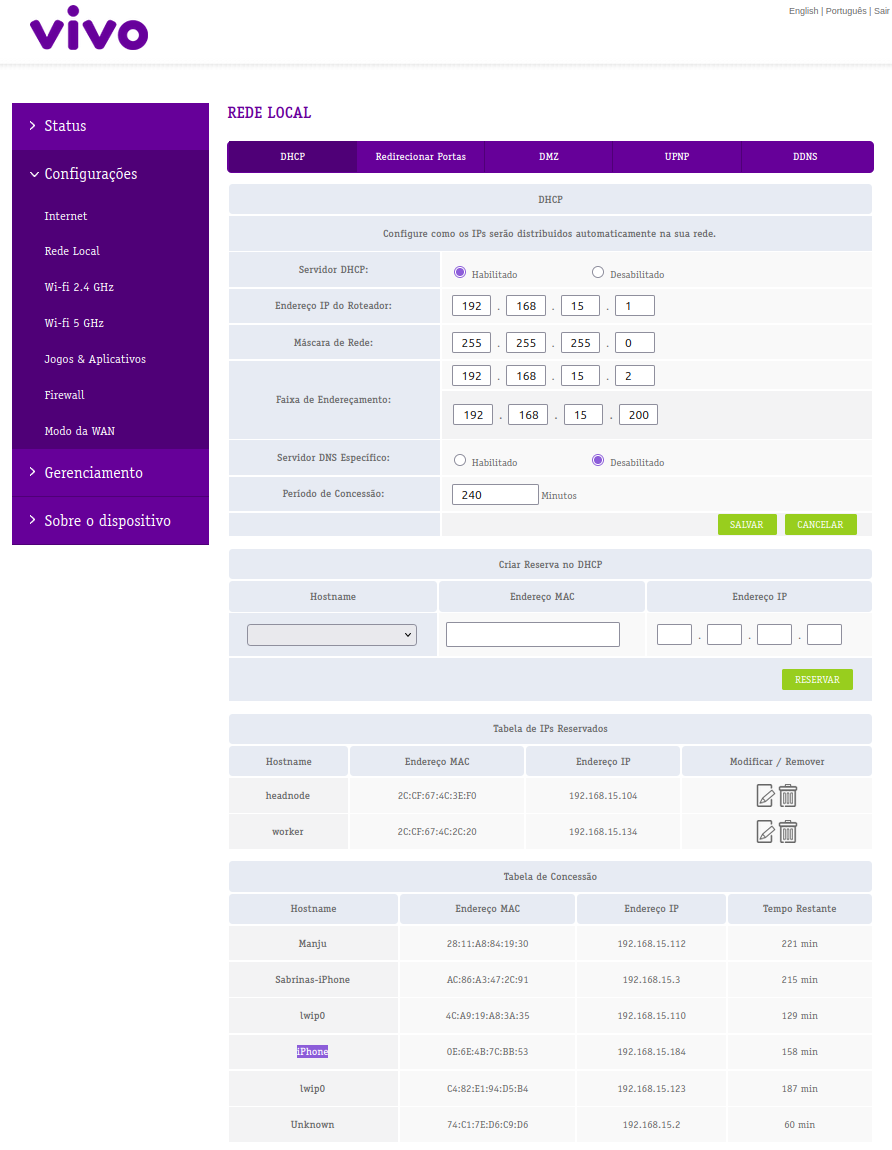 vivo
English | Português | Sair
Status
Configurações
Internet
Rede Local
Wi-fi 2.4 GHz
Wi-fi 5 GHz
Jogos & Aplicativos
Firewall
Modo da WAN
Gerenciamento
Sobre o dispositivo
REDE LOCAL
DHCP Redirecionar Portas DMZ UPNP DDNS
DHCP
Configure como os IPs serão distribuidos automaticamente na sua rede.
Servidor DHCP: Habilitado Desabilitado
Endereço IP do Roteador: 192 . 168 . 15 . 1
Máscara de Rede: 255 . 255 . 255 . 0
Faixa de Endereçamento: 192 . 168 . 15 . 2
192 . 168 . 15 . 200
Servidor DNS Específico: Habilitado Desabilitado
Período de Concessão: 240 Minutos
SALVAR CANCELAR
Criar Reserva no DHCP
Hostname Endereço MAC Endereço IP
. . .
RESERVAR
Tabela de IPs Reservados
Hostname Endereço MAC Endereço IP Modificar / Remover
headnode 2C:CF:67:4C:3E:F0 192.168.15.104
worker 2C:CF:67:4C:2C:20 192.168.15.134
Tabela de Concessão
Hostname Endereço MAC Endereço IP Tempo Restante
Manju 28:11:A8:84:19:30 192.168.15.112 221 min
Sabrinas-iPhone AC:86:A3:47:2C:91 192.168.15.3 215 min
lwip0 4C:A9:19:A8:3A:35 192.168.15.110 129 min
iPhone 0E:6E:4B:7C:BB:53 192.168.15.184 158 min
lwip0 C4:82:E1:94:D5:B4 192.168.15.123 187 min
Unknown 74:C1:7E:D6:C9:D6 192.168.15.2 60 min